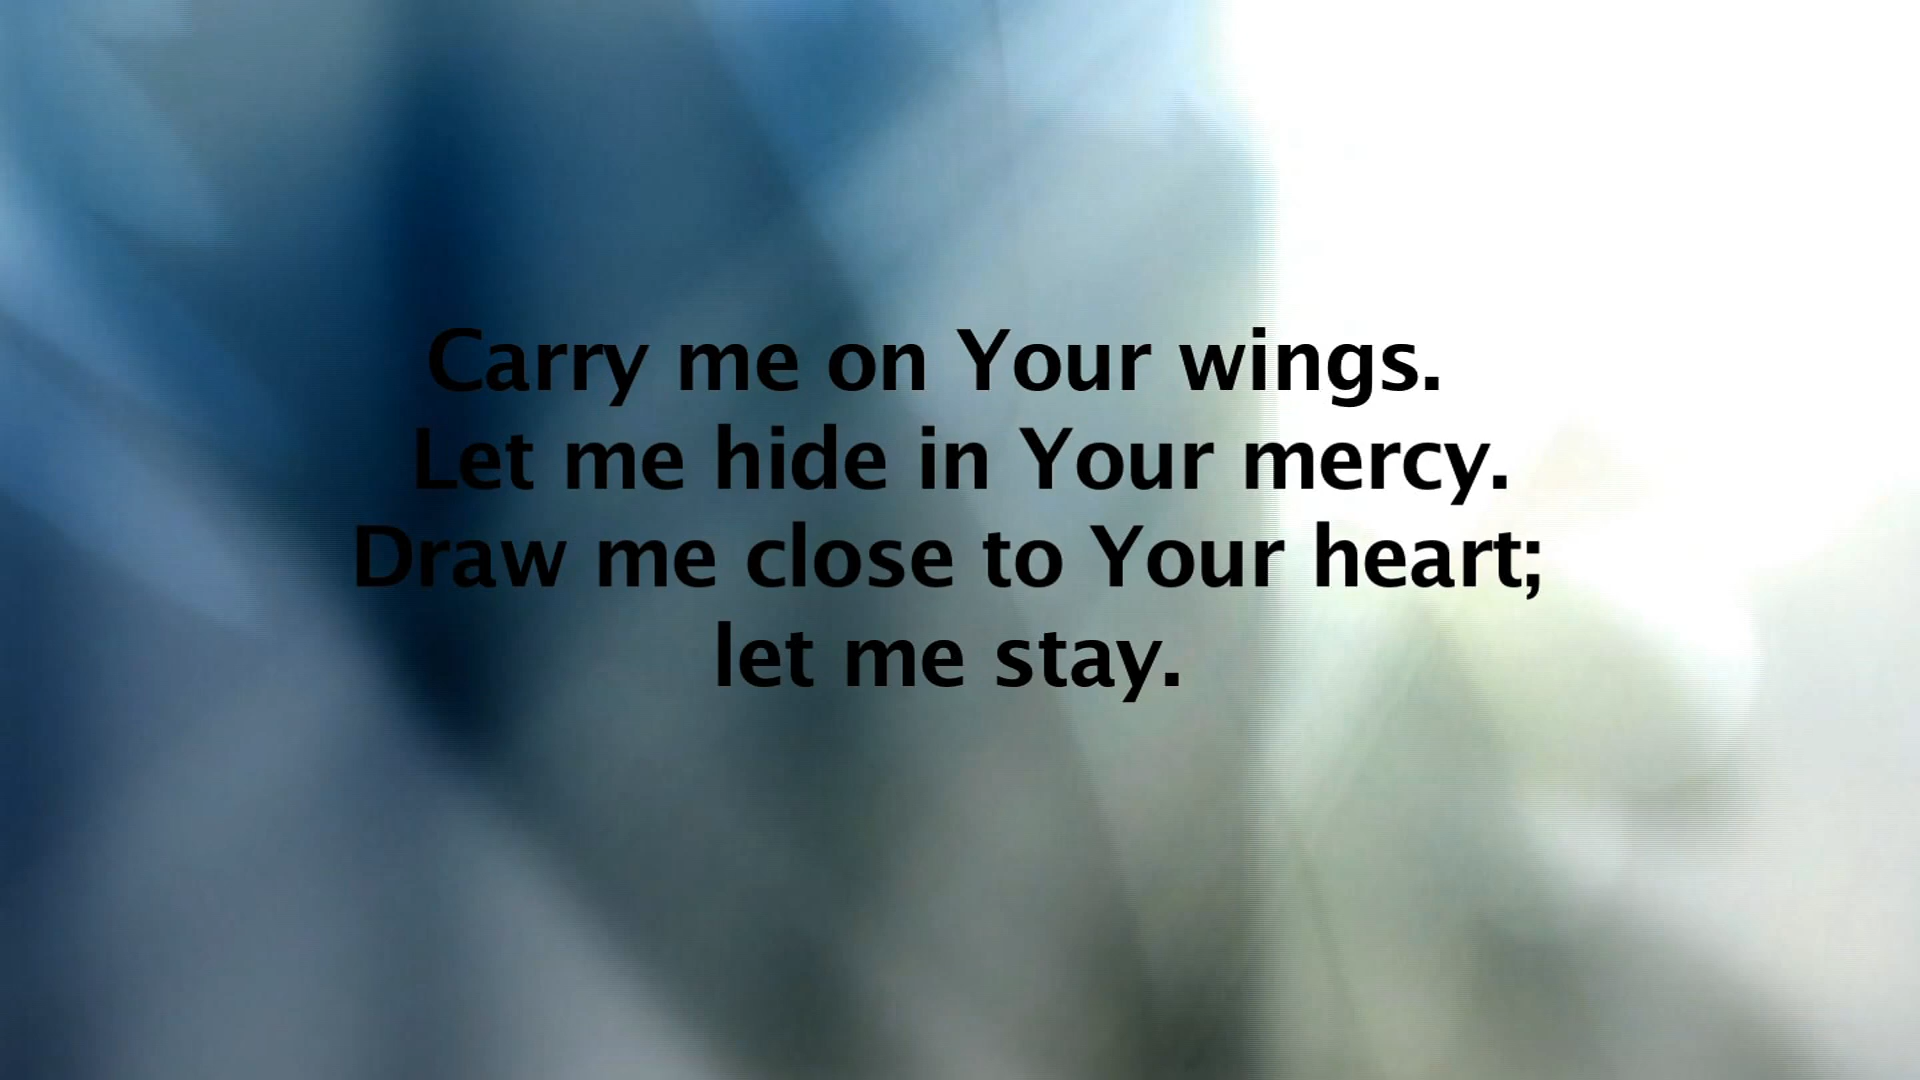 Carry me on Your wings.
Let me hide in Your mercy.
Draw me close to Your heart;
let me stay.